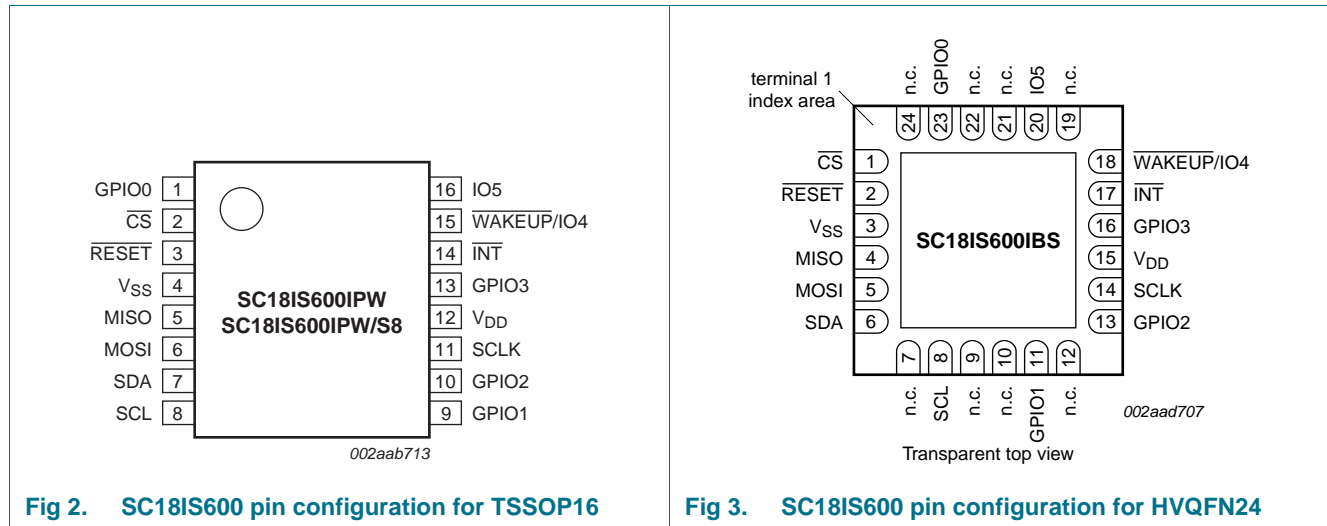 GPIO0 1
CS 2
RESET 3
VSS 4
MISO 5
MOSI 6
SDA 7
SCL 8
SC18IS600IPW
SC18IS600IPW/S8
16 IO5
15 WAKEUP/IO4
14 INT
13 GPIO3
12 VDD
11 SCLK
10 GPIO2
9 GPIO1
002aab713
Fig 2. SC18IS600 pin configuration for TSSOP16
terminal 1
index area
n.c. GPIO0 n.c. n.c. IO5 n.c.
24 23 22 21 20 19
CS 1
RESET 2
VSS 3
MISO 4
MOSI 5
SDA 6
SC18IS600IBS
18 WAKEUP/IO4
17 INT
16 GPIO3
15 VDD
14 SCLK
13 GPIO2
7 8 9 10 11 12
n.c. SCL n.c. n.c. GPIO1 n.c.
002aad707
Transparent top view
Fig 3. SC18IS600 pin configuration for HVQFN24